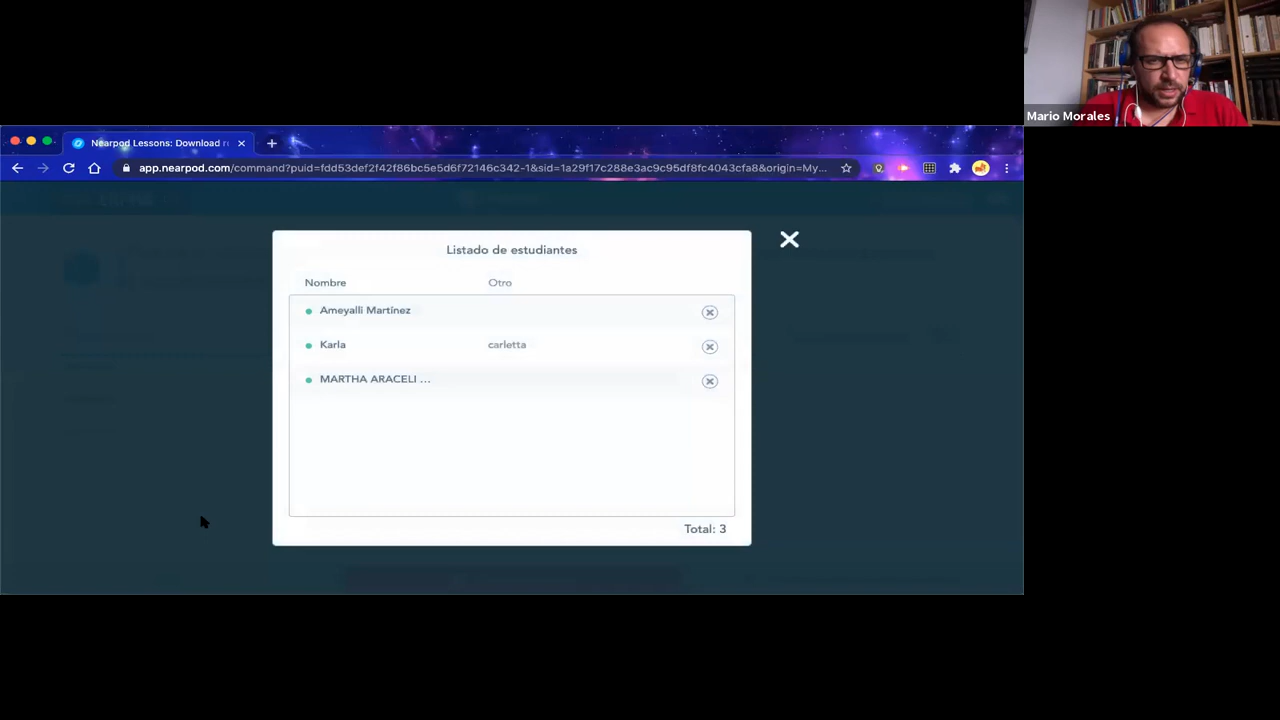 Mario Morales
Nearpod Lessons: Download r
app.nearpod.com/command?puid=fdd53def2f42f86bc5e5d6f72146c342-1&sid=1a29f17c288e3ac9c95df8fc4043cfa8&origin=My...
Listado de estudiantes
Nombre Otro
Ameyalli Martínez
Karla carletta
MARTHA ARACELI ...
Total: 3